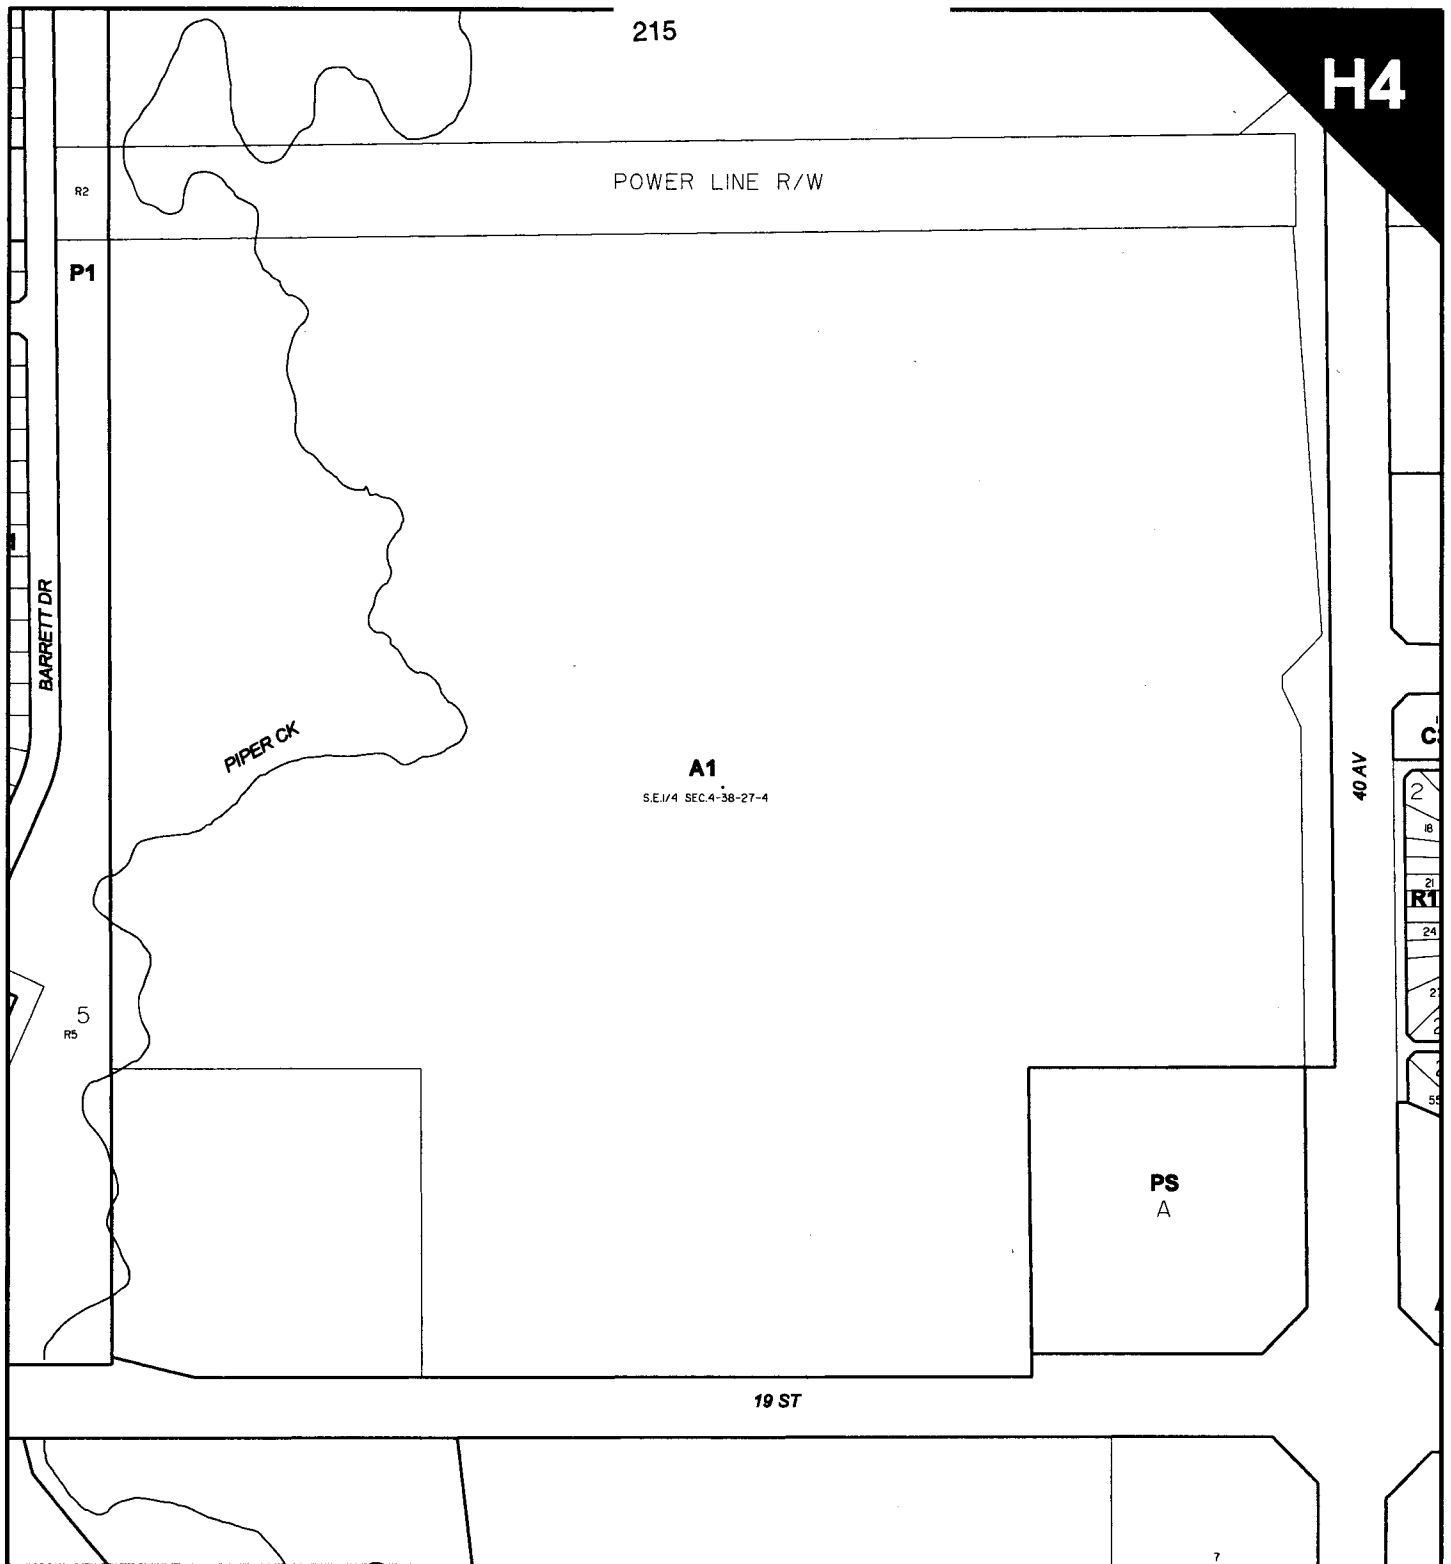 215
H4
POWER LINE R/W
R2
P1
BARRETT DR
PIPER CK
A1
S.E.1/4 SEC.4-38-27-4
40 AV
2
18
21
R1
24
5
R5
PS
A
19 ST
7